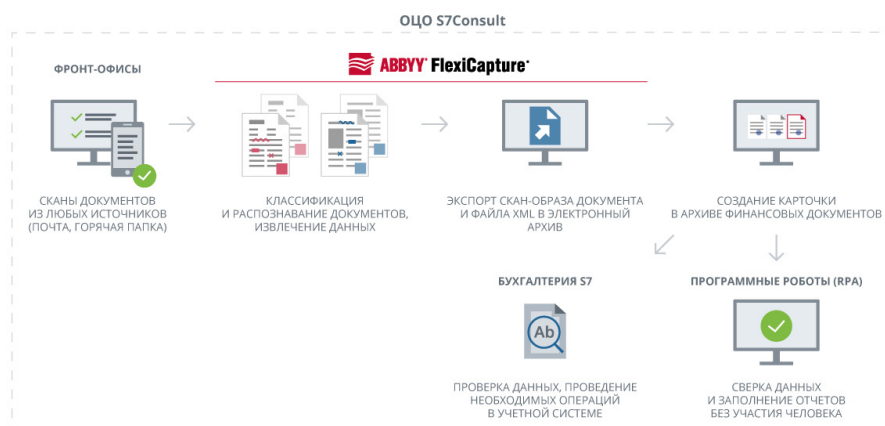 ОЦО S7Consult
ФРОНТ-ОФИСЫ
ABBYY FlexiCapture
СКАНЫ ДОКУМЕНТОВ
ИЗ ЛЮБЫХ ИСТОЧНИКОВ
(ПОЧТА, ГОРЯЧАЯ ПАПКА)
КЛАССИФИКАЦИЯ
И РАСПОЗНАВАНИЕ ДОКУМЕНТОВ,
ИЗВЛЕЧЕНИЕ ДАННЫХ
ЭКСПОРТ СКАН-ОБРАЗА ДОКУМЕНТА
И ФАЙЛА XML В ЭЛЕКТРОННЫЙ
АРХИВ
СОЗДАНИЕ КАРТОЧКИ
В АРХИВЕ ФИНАНСОВЫХ ДОКУМЕНТОВ
БУХГАЛТЕРИЯ S7
Ab
ПРОВЕРКА ДАННЫХ, ПРОВЕДЕНИЕ
НЕОБХОДИМЫХ ОПЕРАЦИЙ
В УЧЕТНОЙ СИСТЕМЕ
ПРОГРАММНЫЕ РОБОТЫ (RPA)
СВЕРКА ДАННЫХ
И ЗАПОЛНЕНИЕ ОТЧЕТОВ
БЕЗ УЧАСТИЯ ЧЕЛОВЕКА